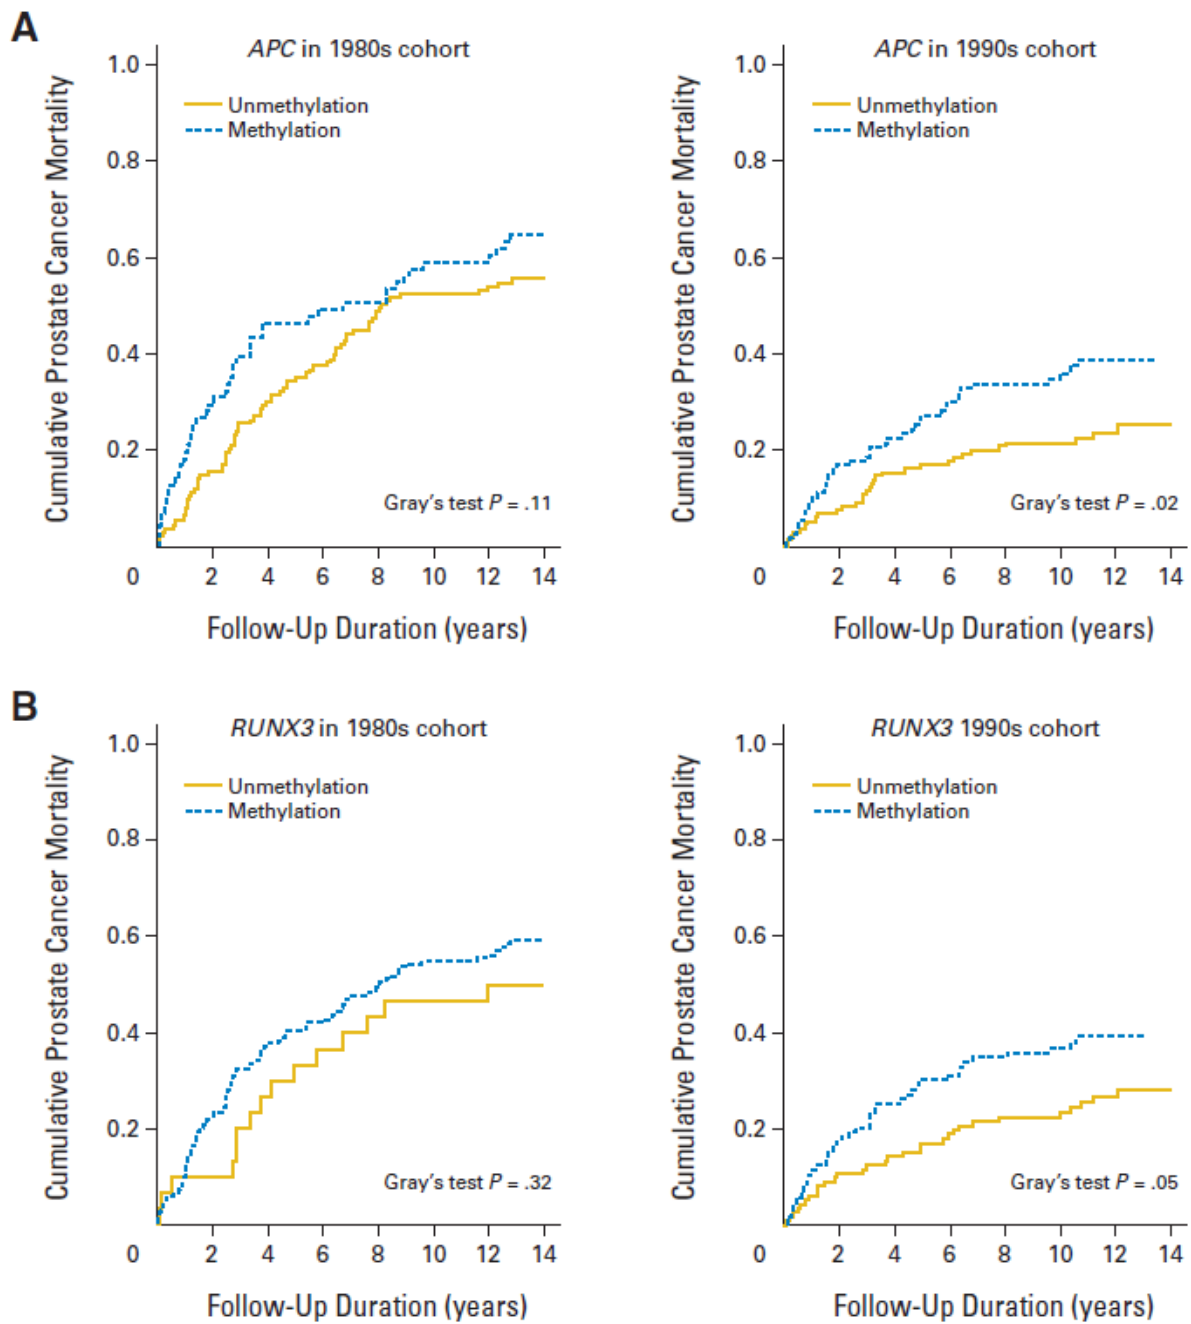 A
APC in 1980s cohort
Cumulative Prostate Cancer Mortality
1.0
0.8
0.6
0.4
0.2
Unmethylation
Methylation
Gray's test P = .11
0 2 4 6 8 10 12 14
Follow-Up Duration (years)
APC in 1990s cohort
Cumulative Prostate Cancer Mortality
1.0
0.8
0.6
0.4
0.2
Unmethylation
Methylation
Gray's test P = .02
0 2 4 6 8 10 12 14
Follow-Up Duration (years)
B
RUNX3 in 1980s cohort
Cumulative Prostate Cancer Mortality
1.0
0.8
0.6
0.4
0.2
Unmethylation
Methylation
Gray's test P = .32
0 2 4 6 8 10 12 14
Follow-Up Duration (years)
RUNX3 1990s cohort
Cumulative Prostate Cancer Mortality
1.0
0.8
0.6
0.4
0.2
Unmethylation
Methylation
Gray's test P = .05
0 2 4 6 8 10 12 14
Follow-Up Duration (years)